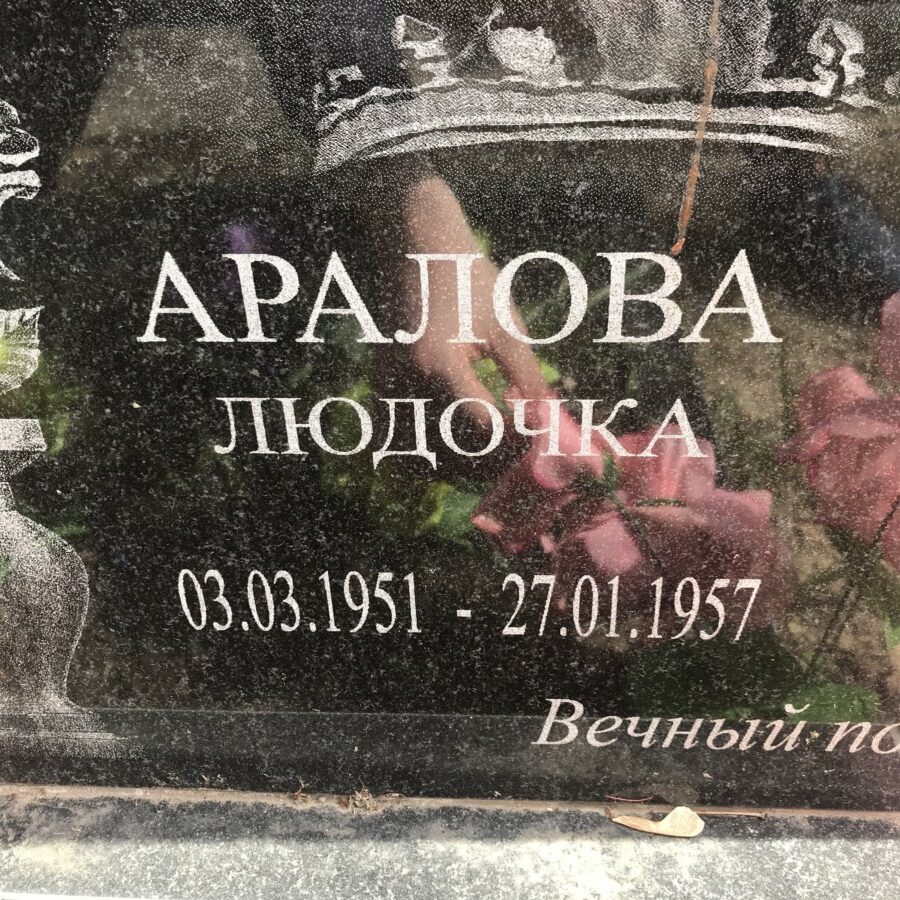 АРАЛОВА
ЛЮДОЧКА
03.03.1951 - 27.01.1957
Вечный